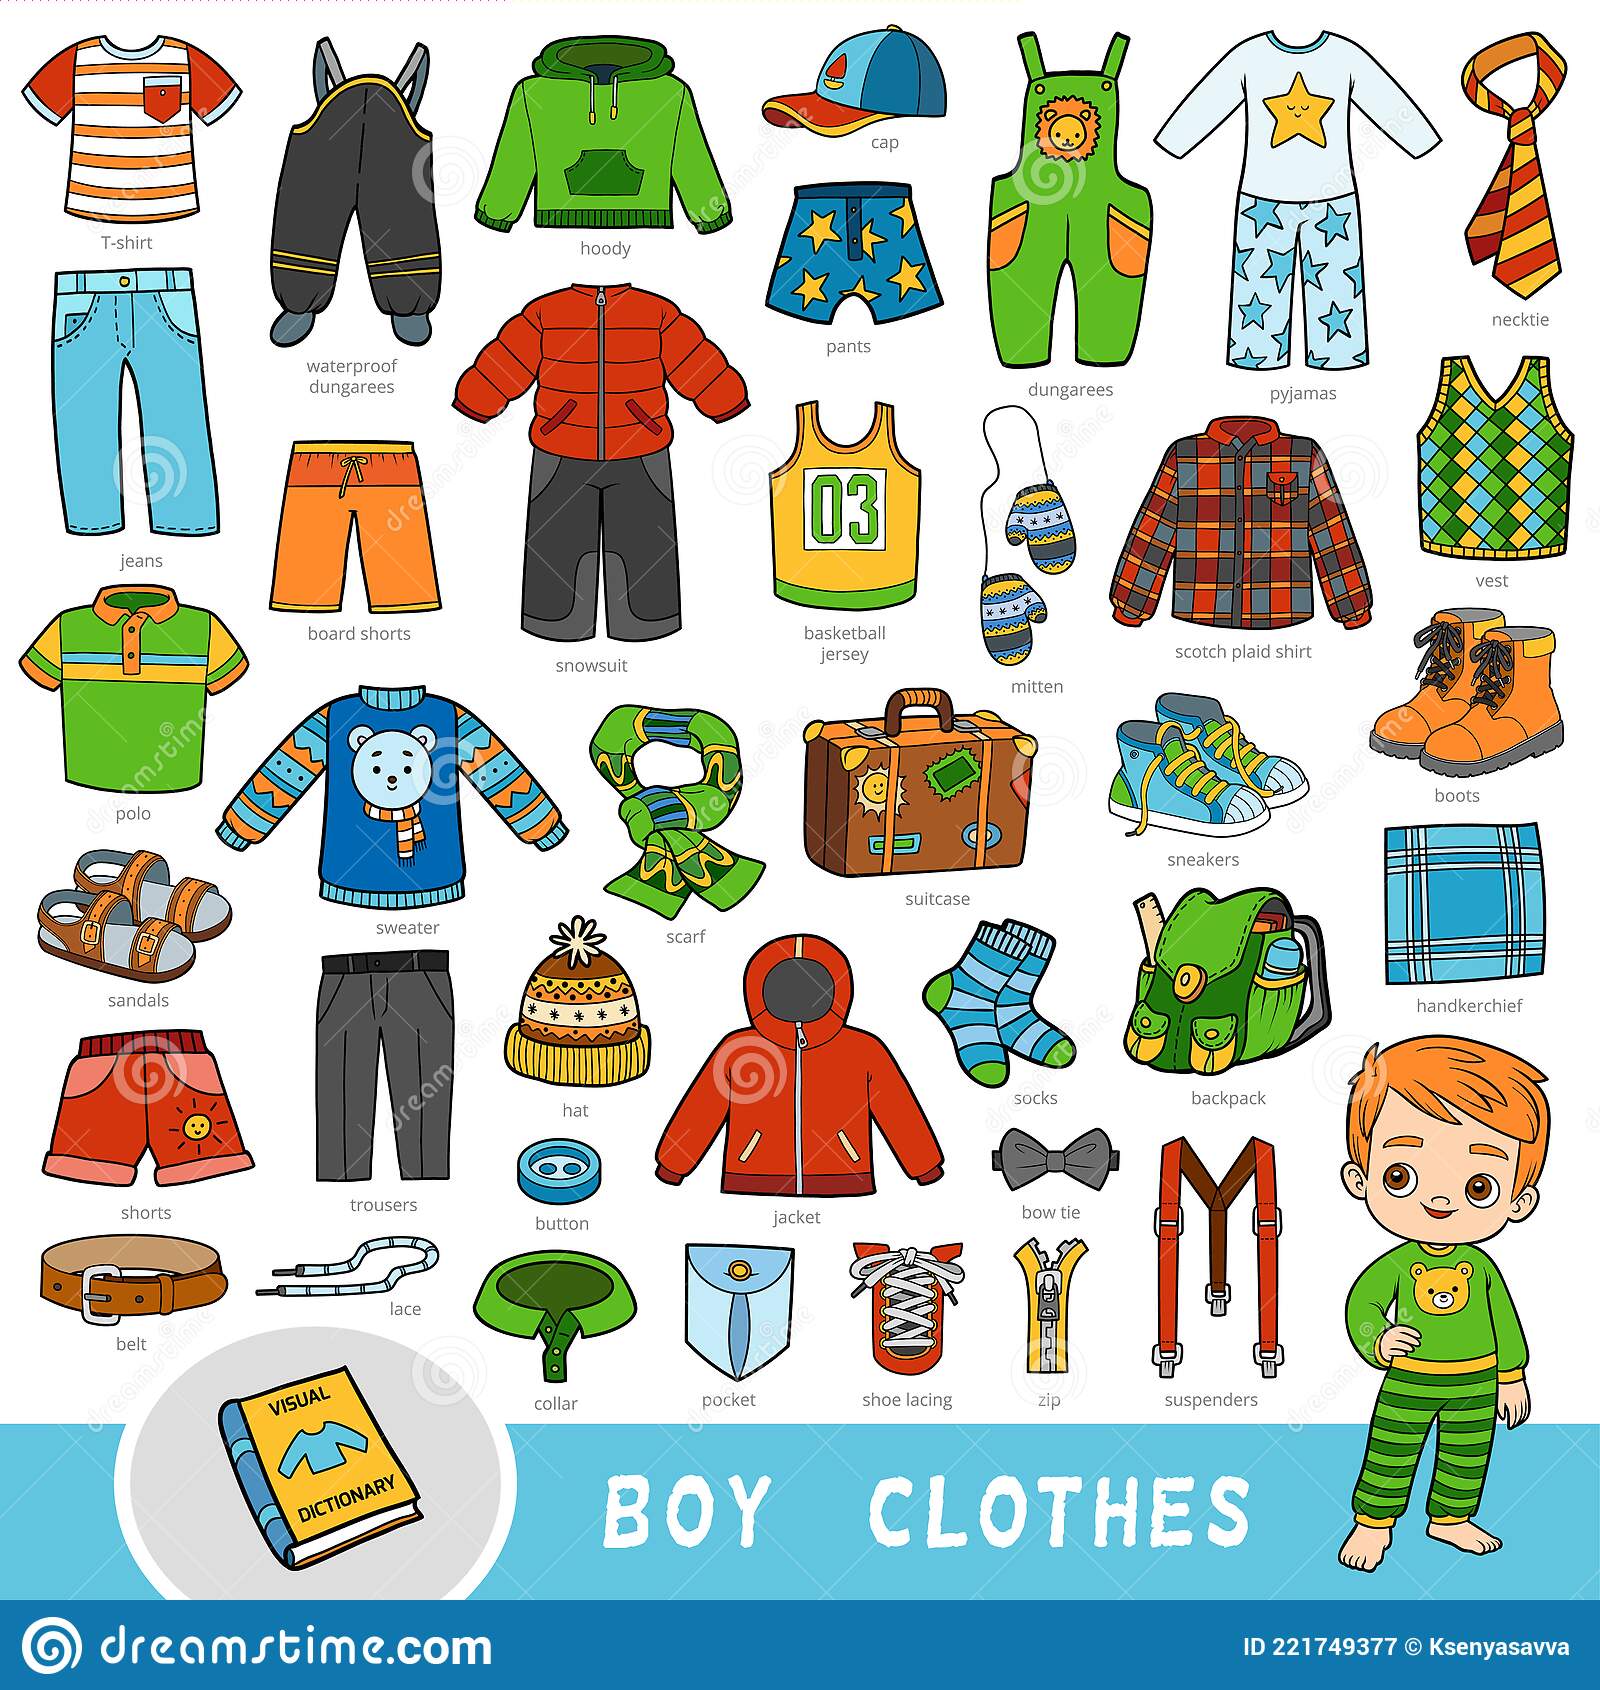 T-shirt
waterproof
dungarees
hoody
cap
pants
dungarees
pyjamas
necktie
jeans
board shorts
snowsuit
03
basketball
jersey
mitten
scotch plaid shirt
vest
polo
sweater
scarf
suitcase
sneakers
boots
sandals
trousers
hat
jacket
socks
backpack
handkerchief
shorts
button
bow tie
belt
lace
collar
pocket
shoe lacing
zip
suspenders
VISUAL
DICTIONARY
BOY CLOTHES
dreamstime.com
ID 221749377 © Ksenyasavva